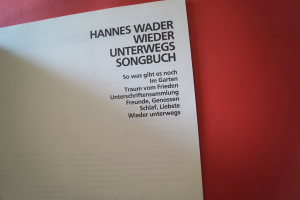 HANNES WADER
WIEDER
UNTERWEGS
SONGBUCH
So was gibt es noch
Im Garten
Traum vom Frieden
Unterschriftensammlung
Freunde, Genossen
Schlaf, Liebste
Wieder unterwegs